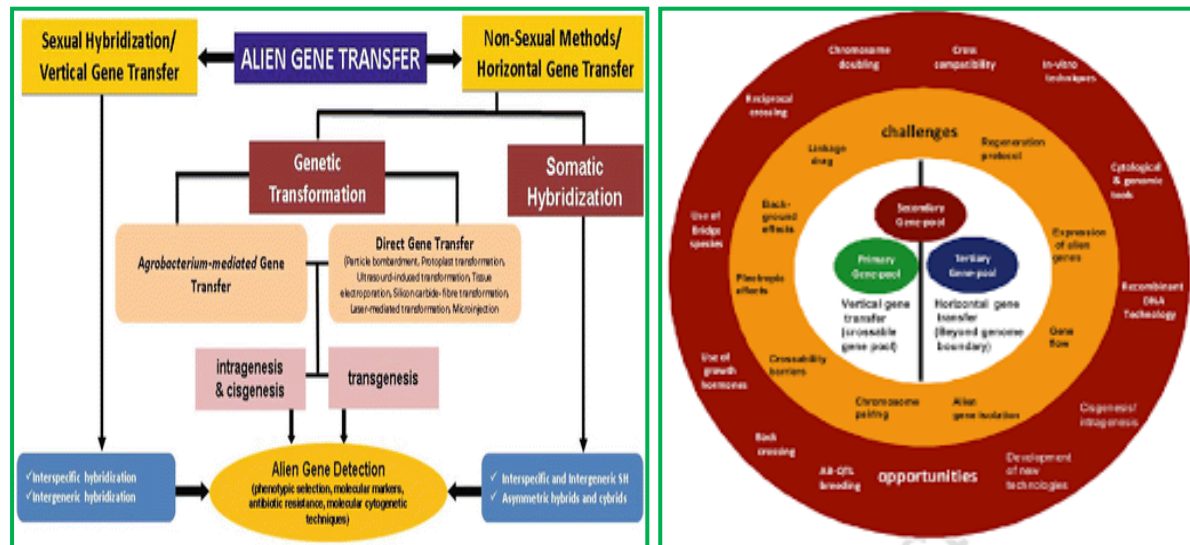 Sexual Hybridization/
Vertical Gene Transfer
ALIEN GENE TRANSFER
Non-Sexual Methods/
Horizontal Gene Transfer
Genetic
Transformation
Somatic
Hybridization
Agrobacterium-mediated Gene
Transfer
Direct Gene Transfer
(Particle bombardment, Protoplast transformation,
Ultrasound-induced transformation, Tissue
electroporation, Silicon carbide-fibre transformation,
Laser-mediated transformation, Microinjection
intragenesis
& cisgenesis
transgenesis
✓Interspecific hybridization
✓Intergeneric hybridization
Alien Gene Detection
(phenotypic selection, molecular markers,
antibiotic resistance, molecular cytogenetic
techniques)
✓ Interspecific and Intergeneric SH
✓ Asymmetric hybrids and cybrids
Chromosome
doubling
Cross
compatibility
In-vitro
techniques
Reciprocal
crossing
challenges
Linkage
drag
Regeneration
protocol
Cytological
& genomic
tools
Use of
Bridge
species
Back-
ground
effects
Secondary
Gene-pool
Expression
of alien
genes
Primary
Gene-pool
Tertiary
Gene-pool
Pleotropic
effects
Recombinant
DNA
Technology
Vertical gene
transfer
(crossable
gene pool)
Horizontal gene
transfer
(Beyond genome
boundary)
Gene
flow
Use of
growth
hormones
Crossability
barriers
Chromosome
pairing
Alien
gene isolation
Cisgenesis/
intragenesis
Back
crossing
AB-QTL
breeding
opportunities
Development
of new
technologies